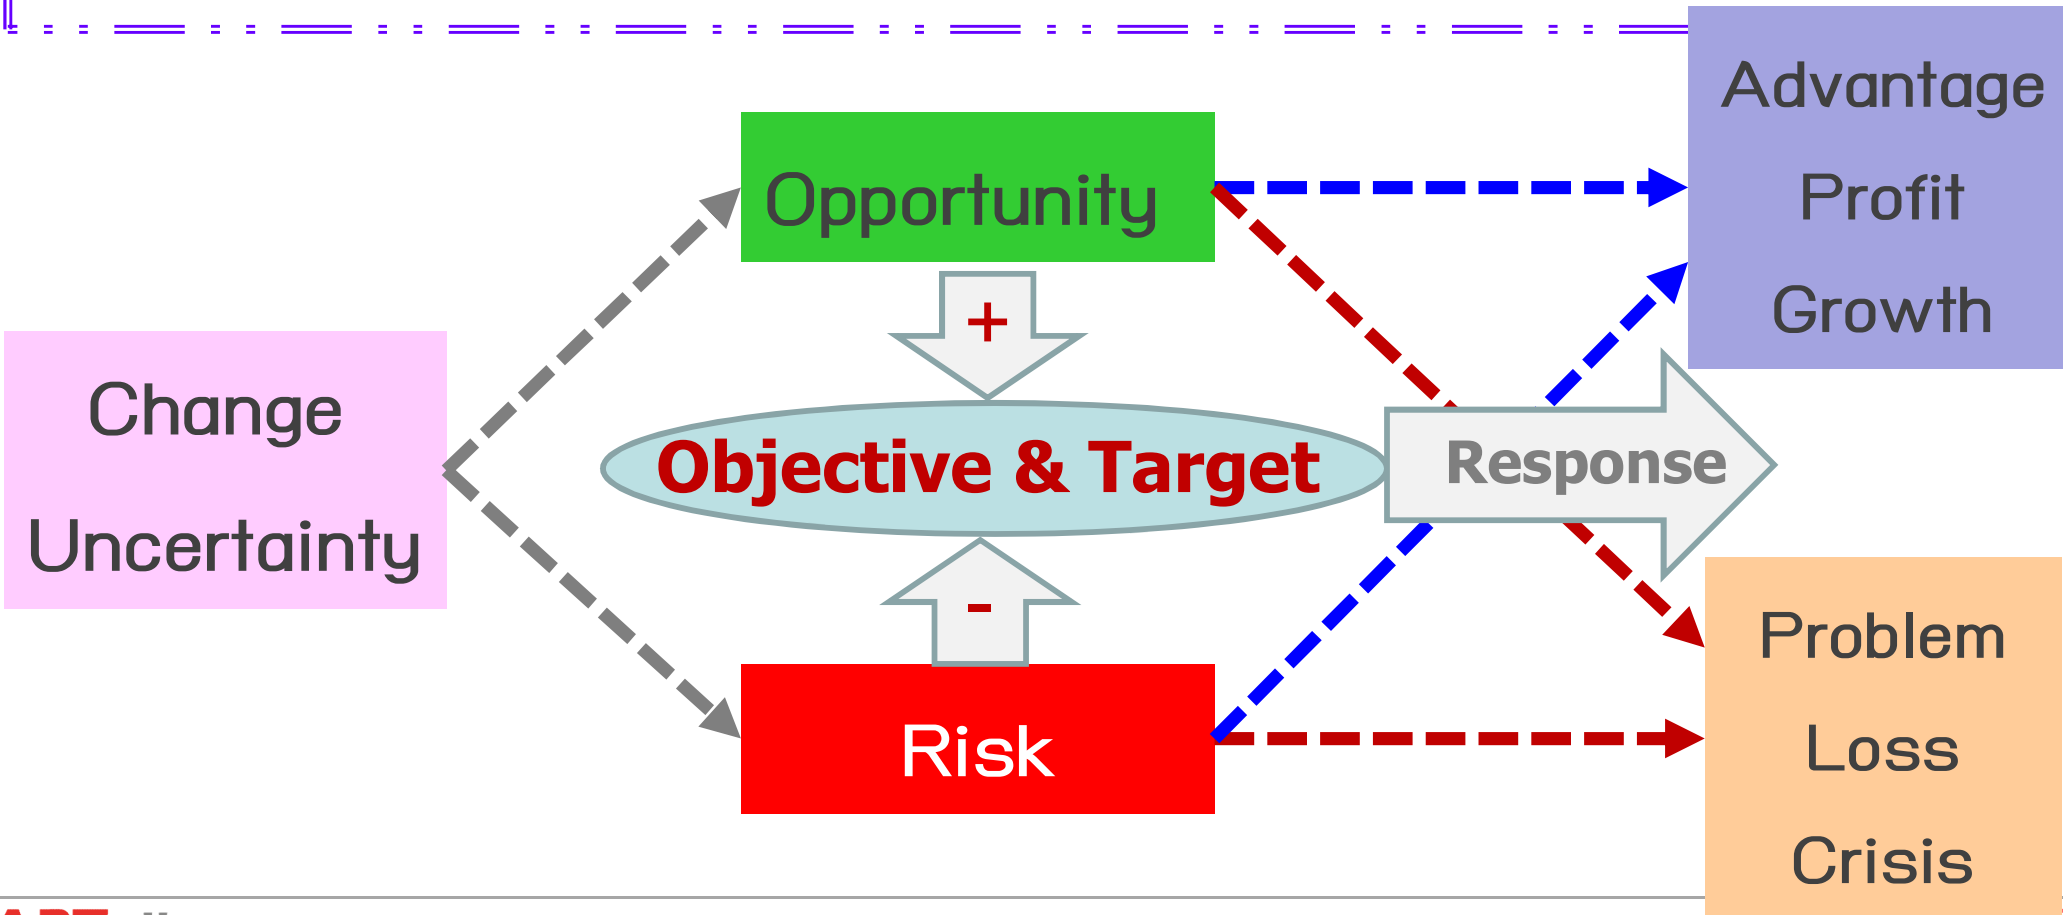 Advantage
Profit
Growth
Opportunity
+
Change
Uncertainty
Objective & Target
Response
-
Risk
Problem
Loss
Crisis